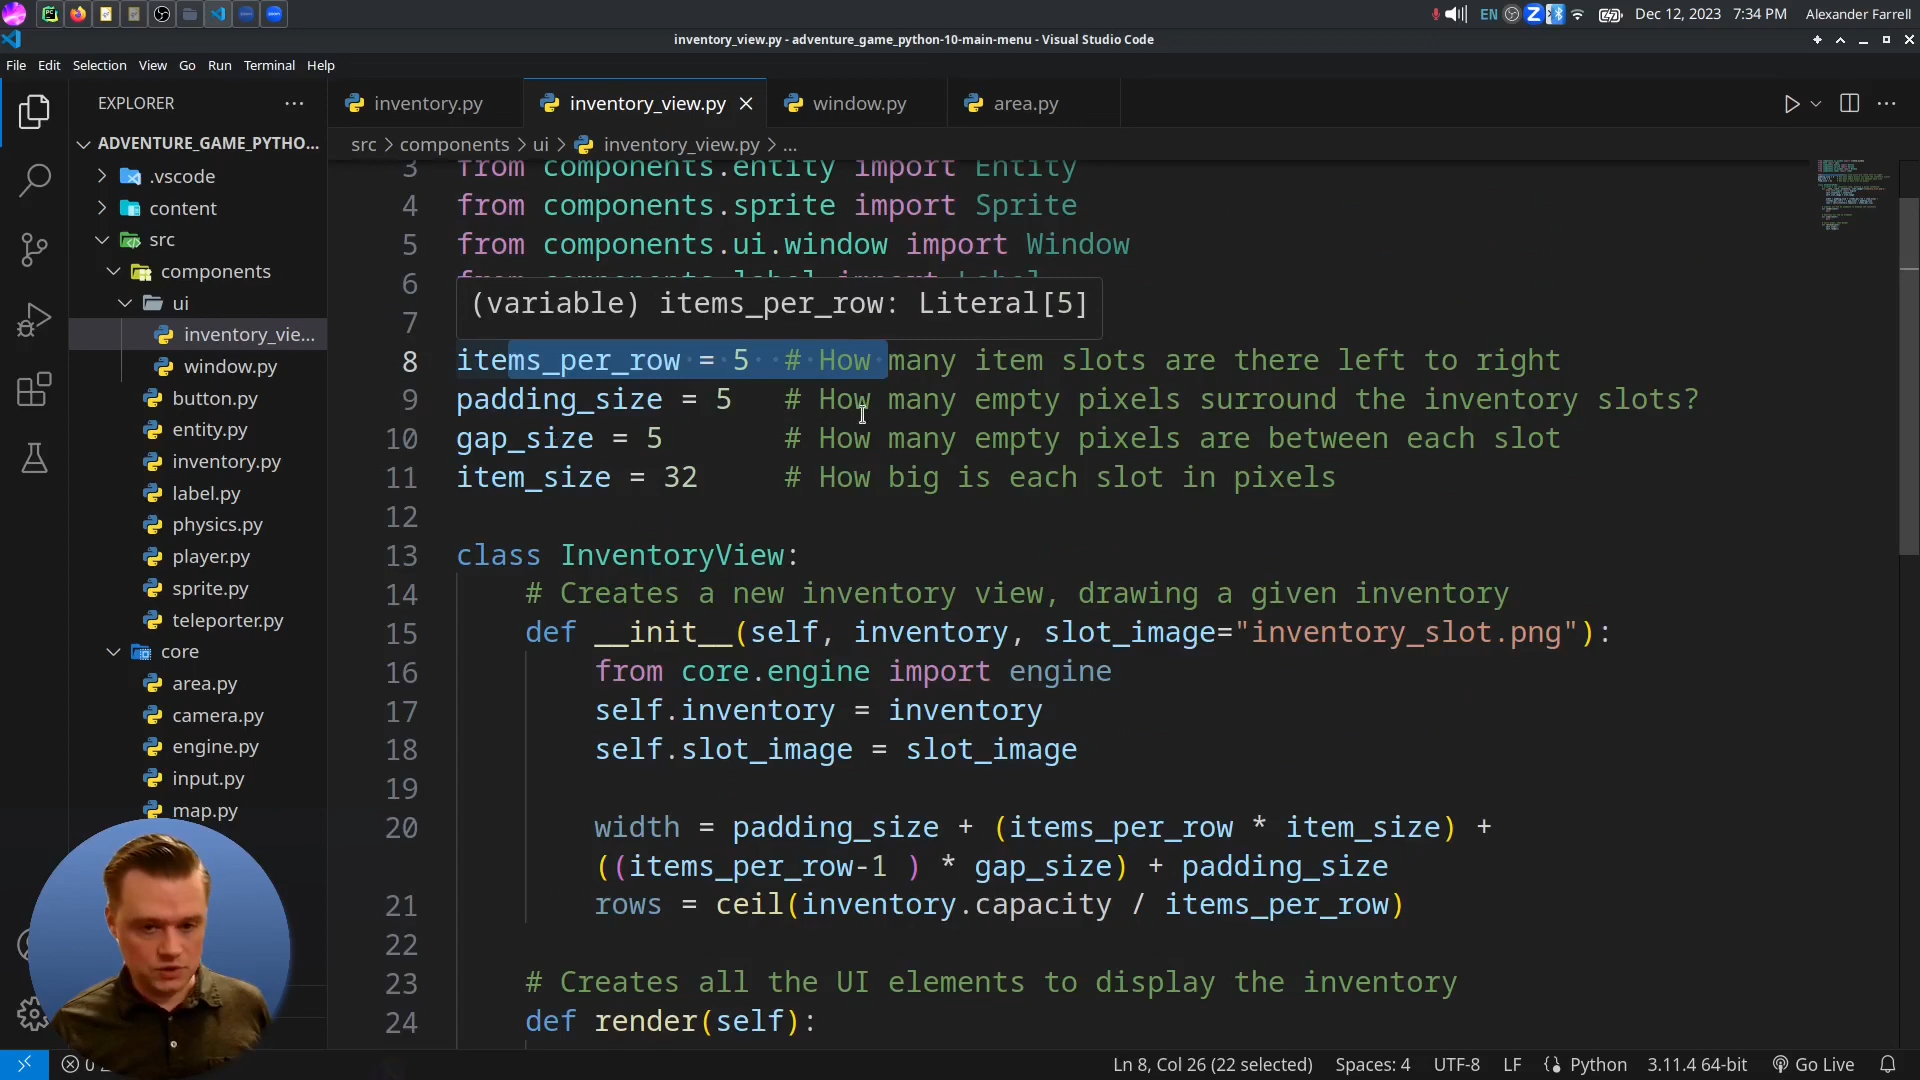 EN
Dec 12, 2023
7:34 PM
Alexander Farrell
inventory_view.py - adventure_game_python-10-main-menu - Visual Studio Code
File Edit Selection View Go Run Terminal Help
EXPLORER
inventory.py
inventory_view.py
window.py
area.py
ADVENTURE_GAME_PYTHO...
src > components > ui > inventory_view.py > ...
.vscode
content
src
components
ui
inventory_vie...
window.py
button.py
entity.py
inventory.py
label.py
physics.py
player.py
sprite.py
teleporter.py
core
area.py
camera.py
engine.py
input.py
map.py
3 from components.entity import Entity
4 from components.sprite import Sprite
5 from components.ui.window import Window
6 from components.label import Label
(variable) items_per_row: Literal[5]
7
8 items_per_row = 5 # How many item slots are there left to right
9 padding_size = 5 # How many empty pixels surround the inventory slots?
10 gap_size = 5 # How many empty pixels are between each slot
11 item_size = 32 # How big is each slot in pixels
12
13 class InventoryView:
14 # Creates a new inventory view, drawing a given inventory
15 def __init__(self, inventory, slot_image="inventory_slot.png"):
16 from core.engine import engine
17 self.inventory = inventory
18 self.slot_image = slot_image
19
20 width = padding_size + (items_per_row * item_size) +
((items_per_row-1 ) * gap_size) + padding_size
21 rows = ceil(inventory.capacity / items_per_row)
22
23 # Creates all the UI elements to display the inventory
24 def render(self):
0
Ln 8, Col 26 (22 selected)
Spaces: 4
UTF-8
LF
Python
3.11.4 64-bit
Go Live